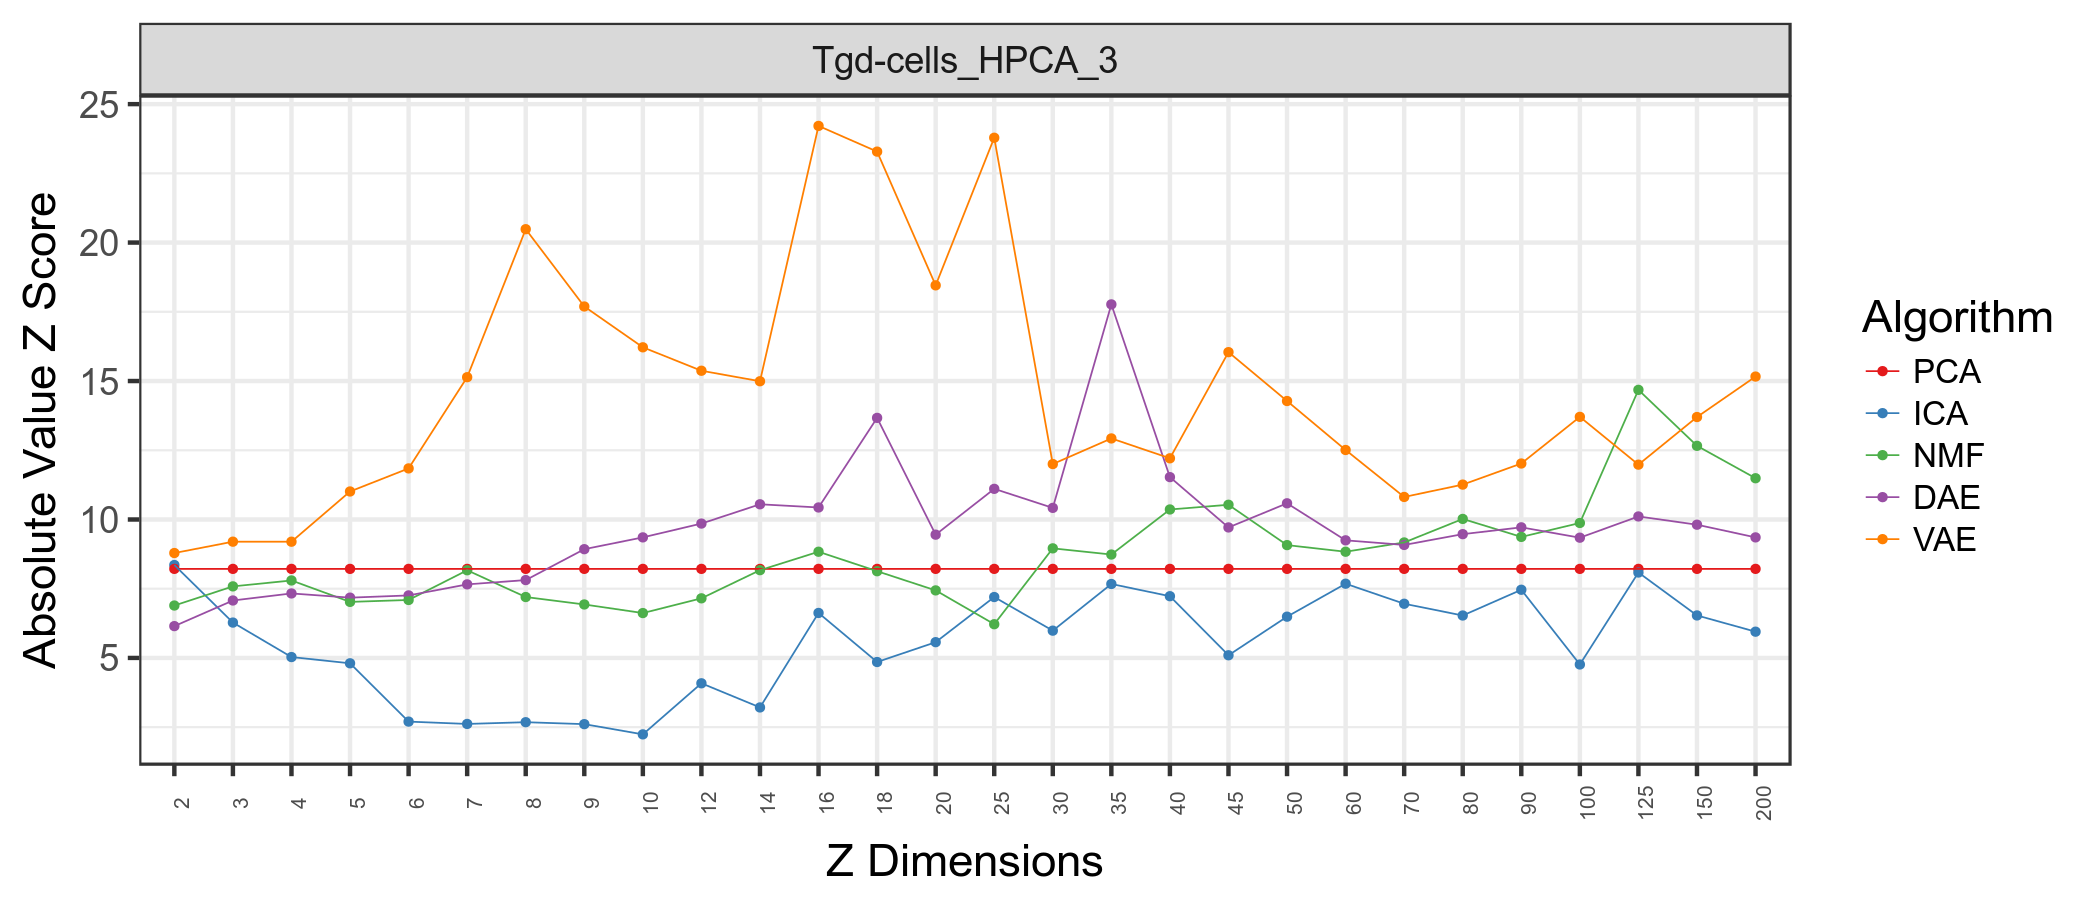 Tgd-cells_HPCA_3
Absolute Value Z Score
25
20
15
10
5
2 3 4 5 6 7 8 9 10 12 14 16 18 20 25 30 35 40 45 50 60 70 80 90 100 125 150 200
Z Dimensions
Algorithm
PCA
ICA
NMF
DAE
VAE